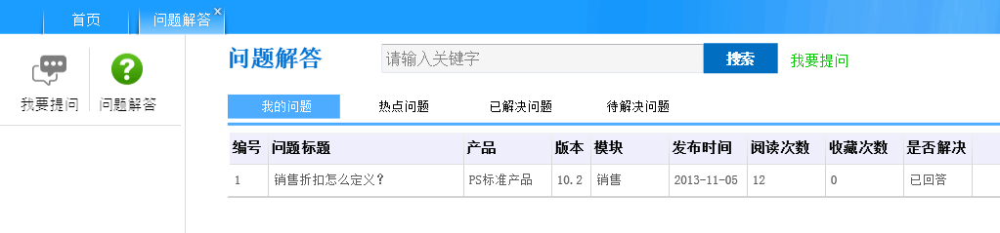 首页 问题解答
问题解答 请输入关键字 搜索 我要提问
我要提问 问题解答
我的问题 热点问题 已解决问题 待解决问题
编号 问题标题 产品 版本 模块 发布时间 阅读次数 收藏次数 是否解决
1 销售折扣怎么定义？ PS标准产品 10.2 销售 2013-11-05 12 0 已回答